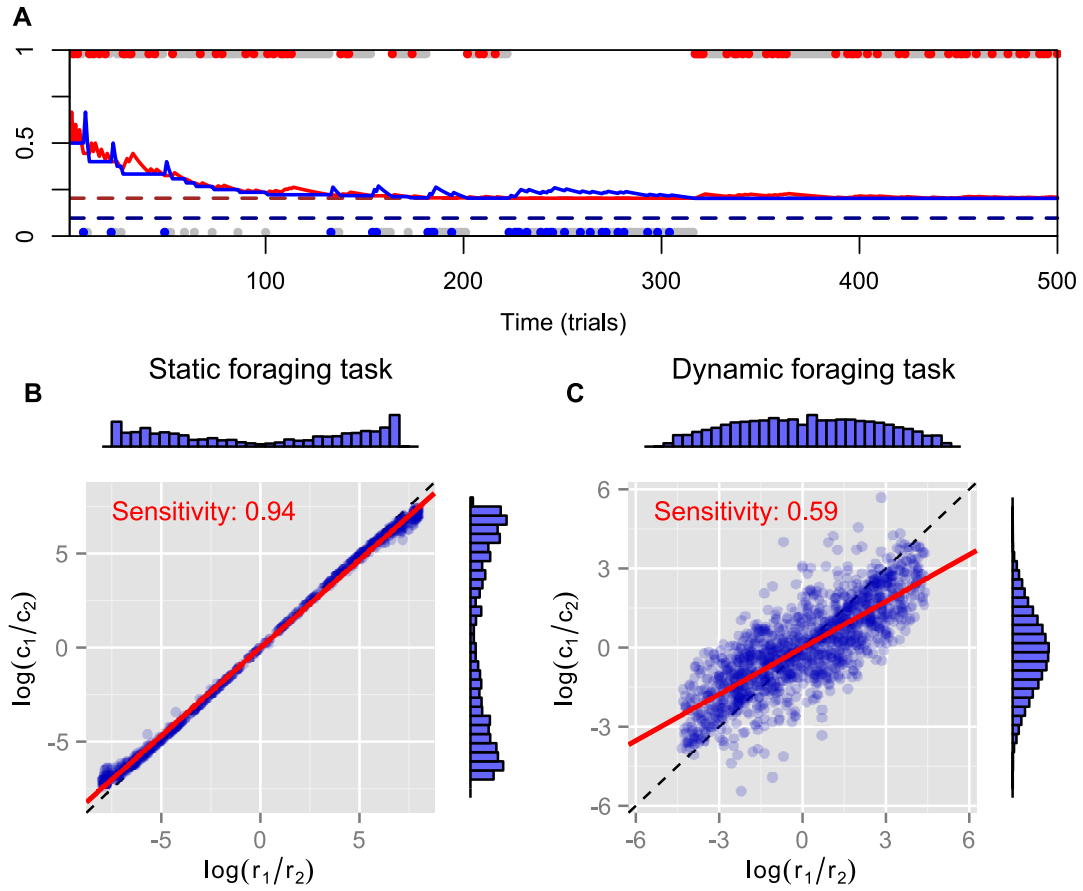 A
1
0.5
0
100 200 300 400 500
Time (trials)
Static foraging task
Dynamic foraging task
B
C
Sensitivity: 0.94
5
0
-5
log(c₁/c₂)
-5 0 5
log(r₁/r₂)
Sensitivity: 0.59
6
3
0
-3
-6
log(c₁/c₂)
-6 -3 0 3 6
log(r₁/r₂)